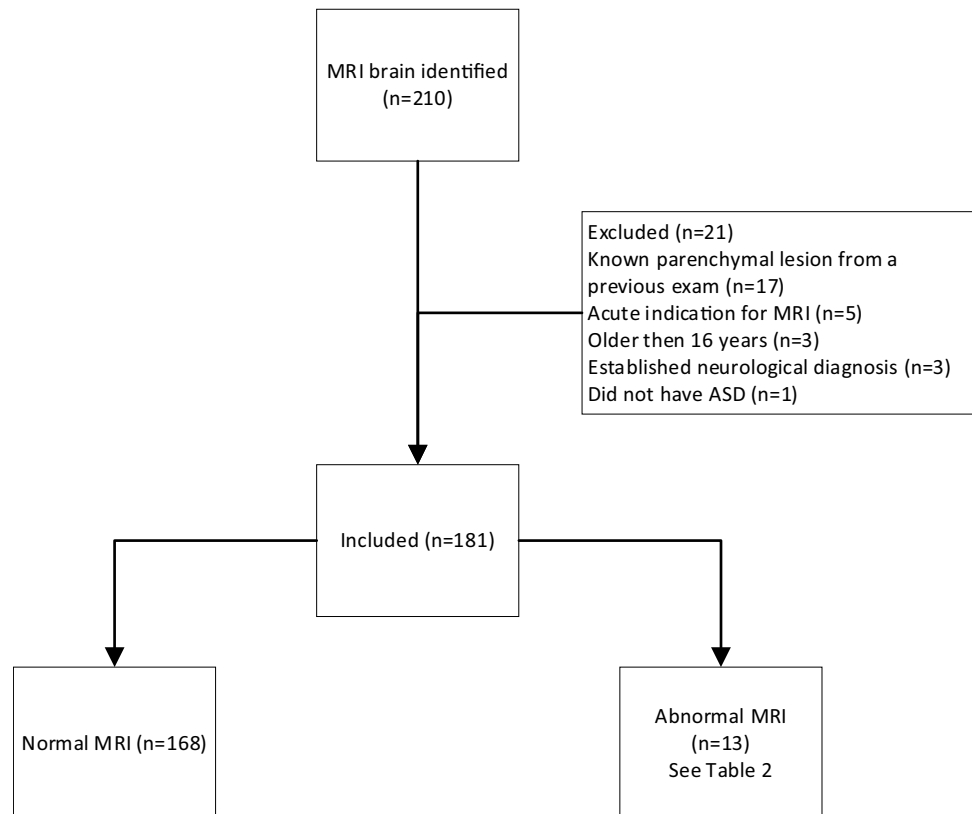 MRI brain identified
(n=210)
Excluded (n=21)
Known parenchymal lesion from a
previous exam (n=17)
Acute indication for MRI (n=5)
Older then 16 years (n=3)
Established neurological diagnosis (n=3)
Did not have ASD (n=1)
Included (n=181)
Normal MRI (n=168)
Abnormal MRI
(n=13)
See Table 2